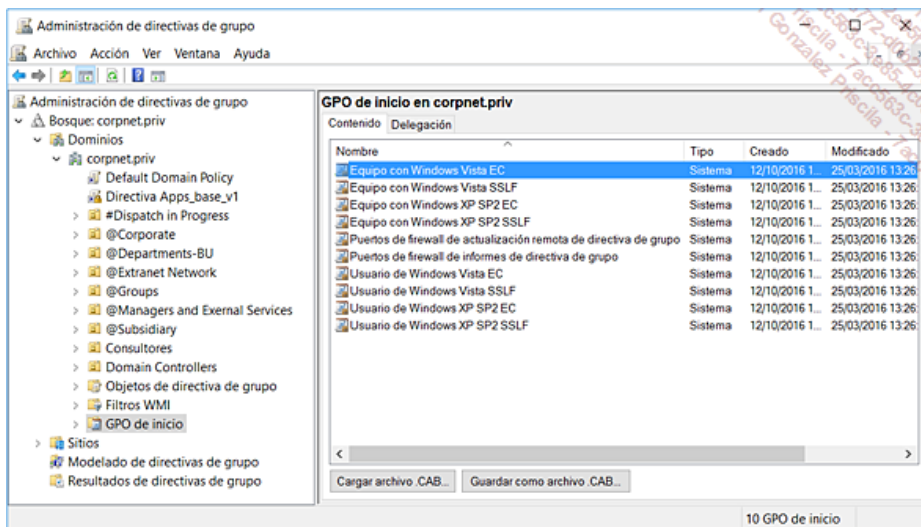 Administración de directivas de grupo
Archivo Acción Ver Ventana Ayuda
Administración de directivas de grupo
Bosque: corpnet.priv
Dominios
corpnet.priv
Default Domain Policy
Directiva Apps_base_v1
#Dispatch in Progress
@Corporate
@Departments-BU
@Extranet Network
@Groups
@Managers and Exernal Services
@Subsidiary
Consultores
Domain Controllers
Objetos de directiva de grupo
Filtros WMI
GPO de inicio
Sitios
Modelado de directivas de grupo
Resultados de directivas de grupo
GPO de inicio en corpnet.priv
Contenido Delegación
Nombre Tipo Creado Modificado
Equipo con Windows Vista EC Sistema 12/10/2016 1... 25/03/2016 13:26:
Equipo con Windows Vista SSLF Sistema 12/10/2016 1... 25/03/2016 13:26:
Equipo con Windows XP SP2 EC Sistema 12/10/2016 1... 25/03/2016 13:26:
Equipo con Windows XP SP2 SSLF Sistema 12/10/2016 1... 25/03/2016 13:26:
Puertos de firewall de actualización remota de directiva de grupo Sistema 12/10/2016 1... 25/03/2016 13:26:
Puertos de firewall de informes de directiva de grupo Sistema 12/10/2016 1... 25/03/2016 13:26:
Usuario de Windows Vista EC Sistema 12/10/2016 1... 25/03/2016 13:26:
Usuario de Windows Vista SSLF Sistema 12/10/2016 1... 25/03/2016 13:26:
Usuario de Windows XP SP2 EC Sistema 12/10/2016 1... 25/03/2016 13:26:
Usuario de Windows XP SP2 SSLF Sistema 12/10/2016 1... 25/03/2016 13:26:
Cargar archivo .CAB... Guardar como archivo .CAB...
10 GPO de inicio
Gonzalez Priscila